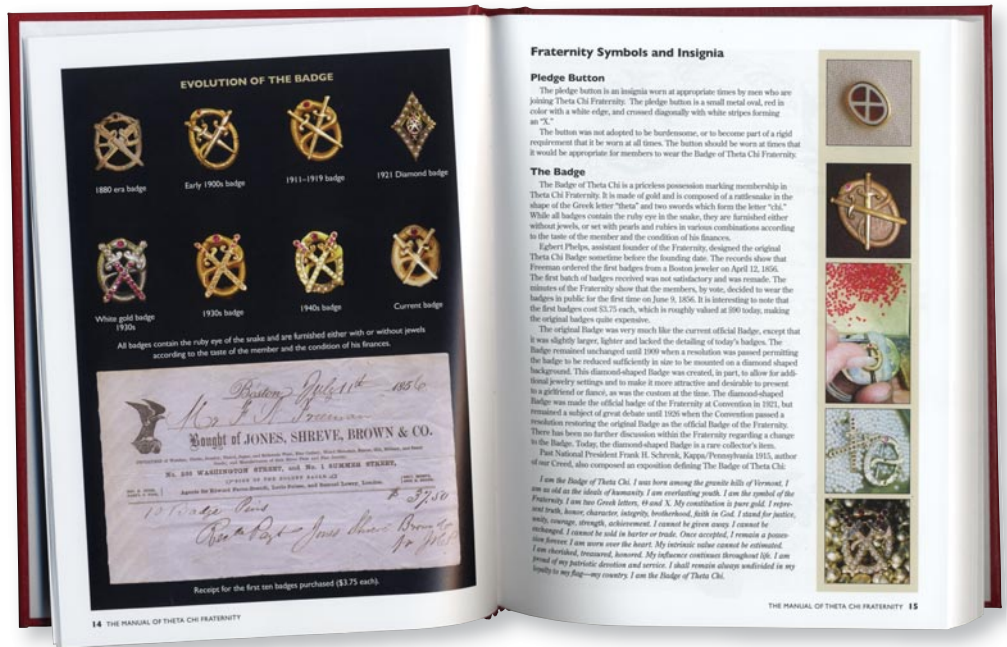 EVOLUTION OF THE BADGE
1880 era badge
Early 1900s badge
1911–1919 badge
1921 Diamond badge
White gold badge
1930s
1930s badge
1940s badge
Current badge
All badges contain the ruby eye of the snake and are furnished either with or without jewels
according to the taste of the member and the condition of his finances.
Boston, July 11th 1856
Mr F. N. Freeman
Bought of JONES, SHREVE, BROWN & CO.
No. 226 WASHINGTON STREET, and No. 1 SUMMER STREET,
SIGN OF THE GOLDEN EAGLE
Agents for Edward Favre-Brandt, Louis Perless, and Samuel Lowry, London.
10 Badge Pins $ 37.50
Rec'd Payt Jones Shreve Brown & Co
Receipt for the first ten badges purchased ($3.75 each).
14 THE MANUAL OF THETA CHI FRATERNITY
Fraternity Symbols and Insignia
Pledge Button
The pledge button is an insignia worn at appropriate times by men who are
joining Theta Chi Fraternity. The pledge button is a small metal oval, red in
color with a white edge, and crossed diagonally with white stripes forming
an "X."
The button was not adopted to be burdensome, or to become part of a rigid
requirement that it be worn at all times. The button should be worn at times that
it would be appropriate for members to wear the Badge of Theta Chi Fraternity.
The Badge
The Badge of Theta Chi is a priceless possession marking membership in
Theta Chi Fraternity. It is made of gold and is composed of a rattlesnake in the
shape of the Greek letter "theta" and two swords which form the letter "chi."
While all badges contain the ruby eye in the snake, they are furnished either
without jewels, or set with pearls and rubies in various combinations according
to the taste of the member and the condition of his finances.
Egbert Phelps, assistant founder of the Fraternity, designed the original
Theta Chi Badge sometime before the founding date. The records show that
Freeman ordered the first badges from a Boston jeweler on April 12, 1856.
The first batch of badges received was not satisfactory and was remade. The
minutes of the Fraternity show that the members, by vote, decided to wear the
badges in public for the first time on June 9, 1856. It is interesting to note that
the first badges cost $3.75 each, which is roughly valued at $90 today, making
the original badges quite expensive.
The original Badge was very much like the current official Badge, except that
it was slightly larger, lighter and lacked the detailing of today's badges. The
Badge remained unchanged until 1909 when a resolution was passed permitting
the badge to be reduced sufficiently in size to be mounted on a diamond shaped
background. This diamond-shaped Badge was created, in part, to allow for addi-
tional jewelry settings and to make it more attractive and desirable to present
to a girlfriend or fiance, as was the custom at the time. The diamond-shaped
Badge was made the official badge of the Fraternity at Convention in 1921, but
remained a subject of great debate until 1926 when the Convention passed a
resolution restoring the original Badge as the official Badge of the Fraternity.
There has been no further discussion within the Fraternity regarding a change
to the Badge. Today, the diamond-shaped Badge is a rare collector's item.
Past National President Frank H. Schrenk, Kappa/Pennsylvania 1915, author
of our Creed, also composed an exposition defining The Badge of Theta Chi:
I am the Badge of Theta Chi. I was born among the granite hills of Vermont. I
am as old as the ideals of humanity. I am everlasting youth. I am the symbol of the
Fraternity. I am two Greek letters, Θ and X. My constitution is pure gold. I repre-
sent truth, honor, character, integrity, brotherhood, faith in God. I stand for justice,
unity, courage, strength, achievement. I cannot be given away. I cannot be
exchanged. I cannot be sold in barter or trade. Once accepted, I remain a posses-
sion forever. I am worn over the heart. My intrinsic value cannot be estimated.
I am cherished, treasured, honored. My influence continues throughout life. I am
proud of my patriotic devotion and service. I shall remain always undivided in my
loyalty to my flag—my country. I am the Badge of Theta Chi.
THE MANUAL OF THETA CHI FRATERNITY 15